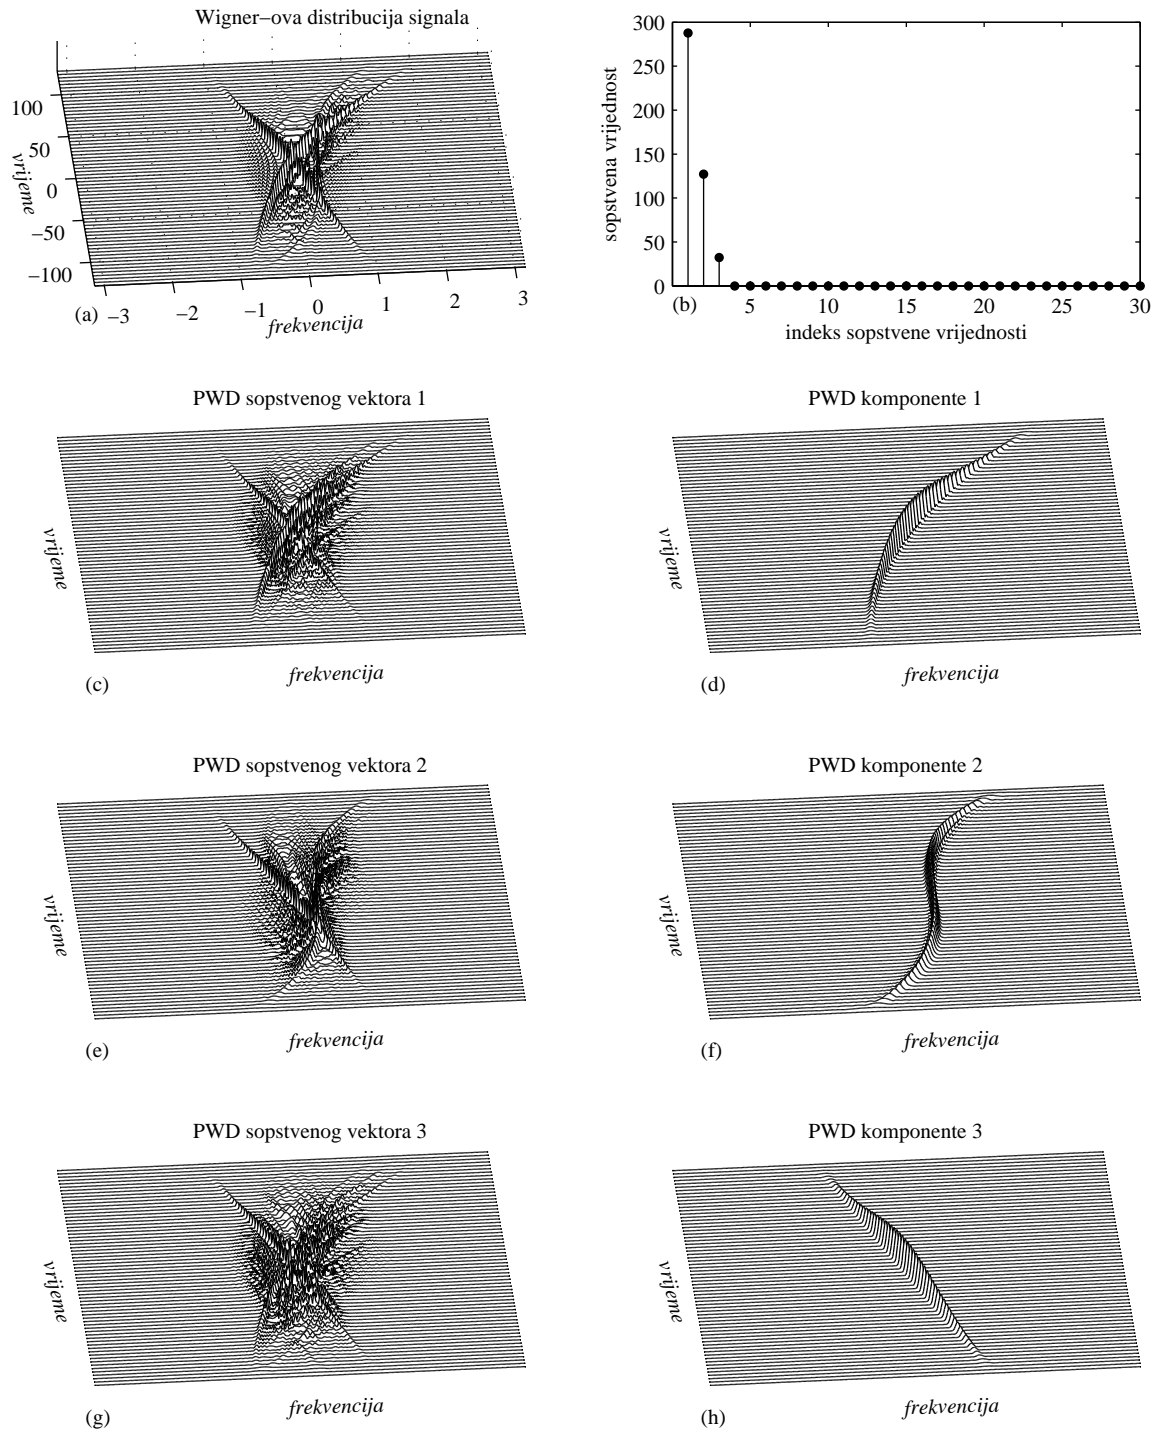 Wigner−ova distribucija signala
100
50
0
−50
−100
vrijeme
(a)
−3
−2
−1
0
1
2
3
frekvencija
300
250
200
150
100
50
0
sopstvena vrijednost
(b)
5
10
15
20
25
30
indeks sopstvene vrijednosti
PWD sopstvenog vektora 1
vrijeme
frekvencija
(c)
PWD komponente 1
vrijeme
frekvencija
(d)
PWD sopstvenog vektora 2
vrijeme
frekvencija
(e)
PWD komponente 2
vrijeme
frekvencija
(f)
PWD sopstvenog vektora 3
vrijeme
frekvencija
(g)
PWD komponente 3
vrijeme
frekvencija
(h)